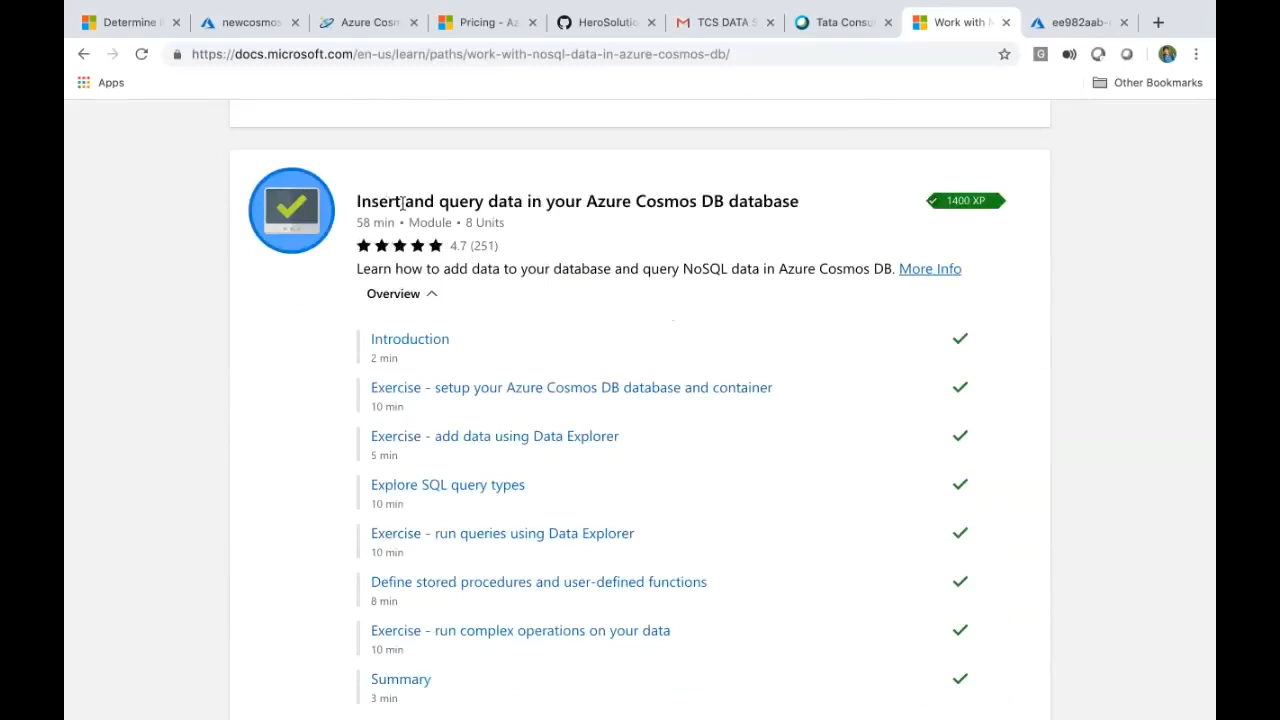 Determine
newcosmos
Azure Cosm
Pricing - Az
HeroSolutio
TCS DATA
Tata Consu
Work with
ee982aab-
https://docs.microsoft.com/en-us/learn/paths/work-with-nosql-data-in-azure-cosmos-db/
Apps
Other Bookmarks
Insert and query data in your Azure Cosmos DB database
1400 XP
58 min • Module • 8 Units
4.7 (251)
Learn how to add data to your database and query NoSQL data in Azure Cosmos DB. More Info
Overview
Introduction
2 min
Exercise - setup your Azure Cosmos DB database and container
10 min
Exercise - add data using Data Explorer
5 min
Explore SQL query types
10 min
Exercise - run queries using Data Explorer
10 min
Define stored procedures and user-defined functions
8 min
Exercise - run complex operations on your data
10 min
Summary
3 min